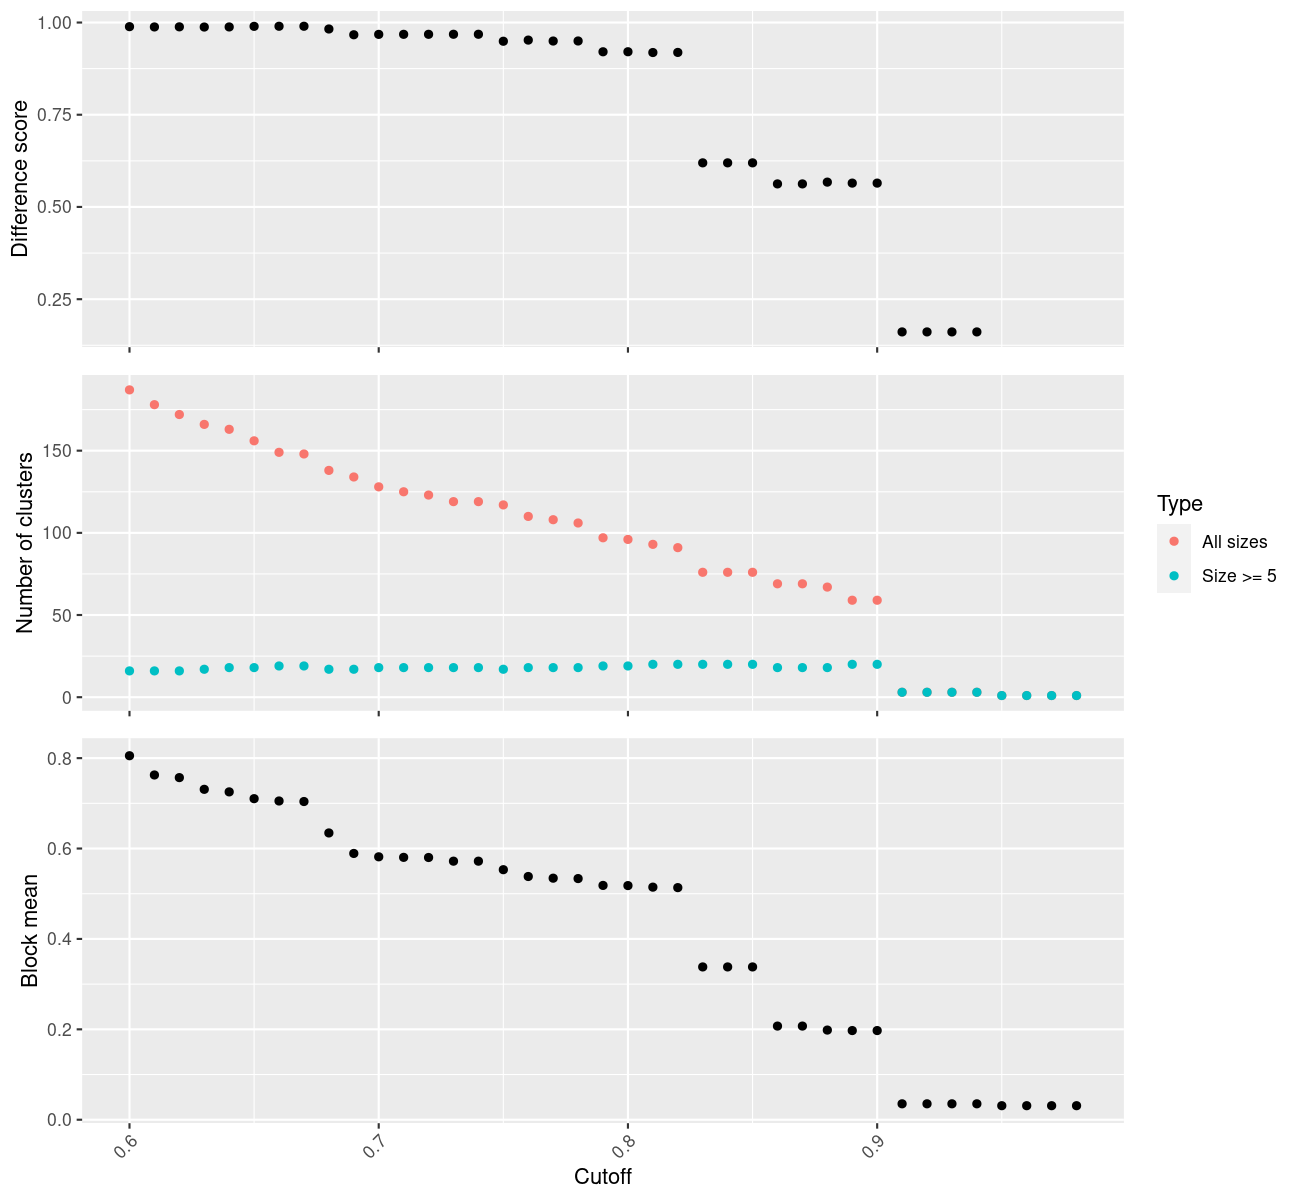 Difference score
1.00
0.75
0.50
0.25
Number of clusters
150
100
50
0
Type
All sizes
Size >= 5
Block mean
0.8
0.6
0.4
0.2
0.0
0.6 0.7 0.8 0.9
Cutoff